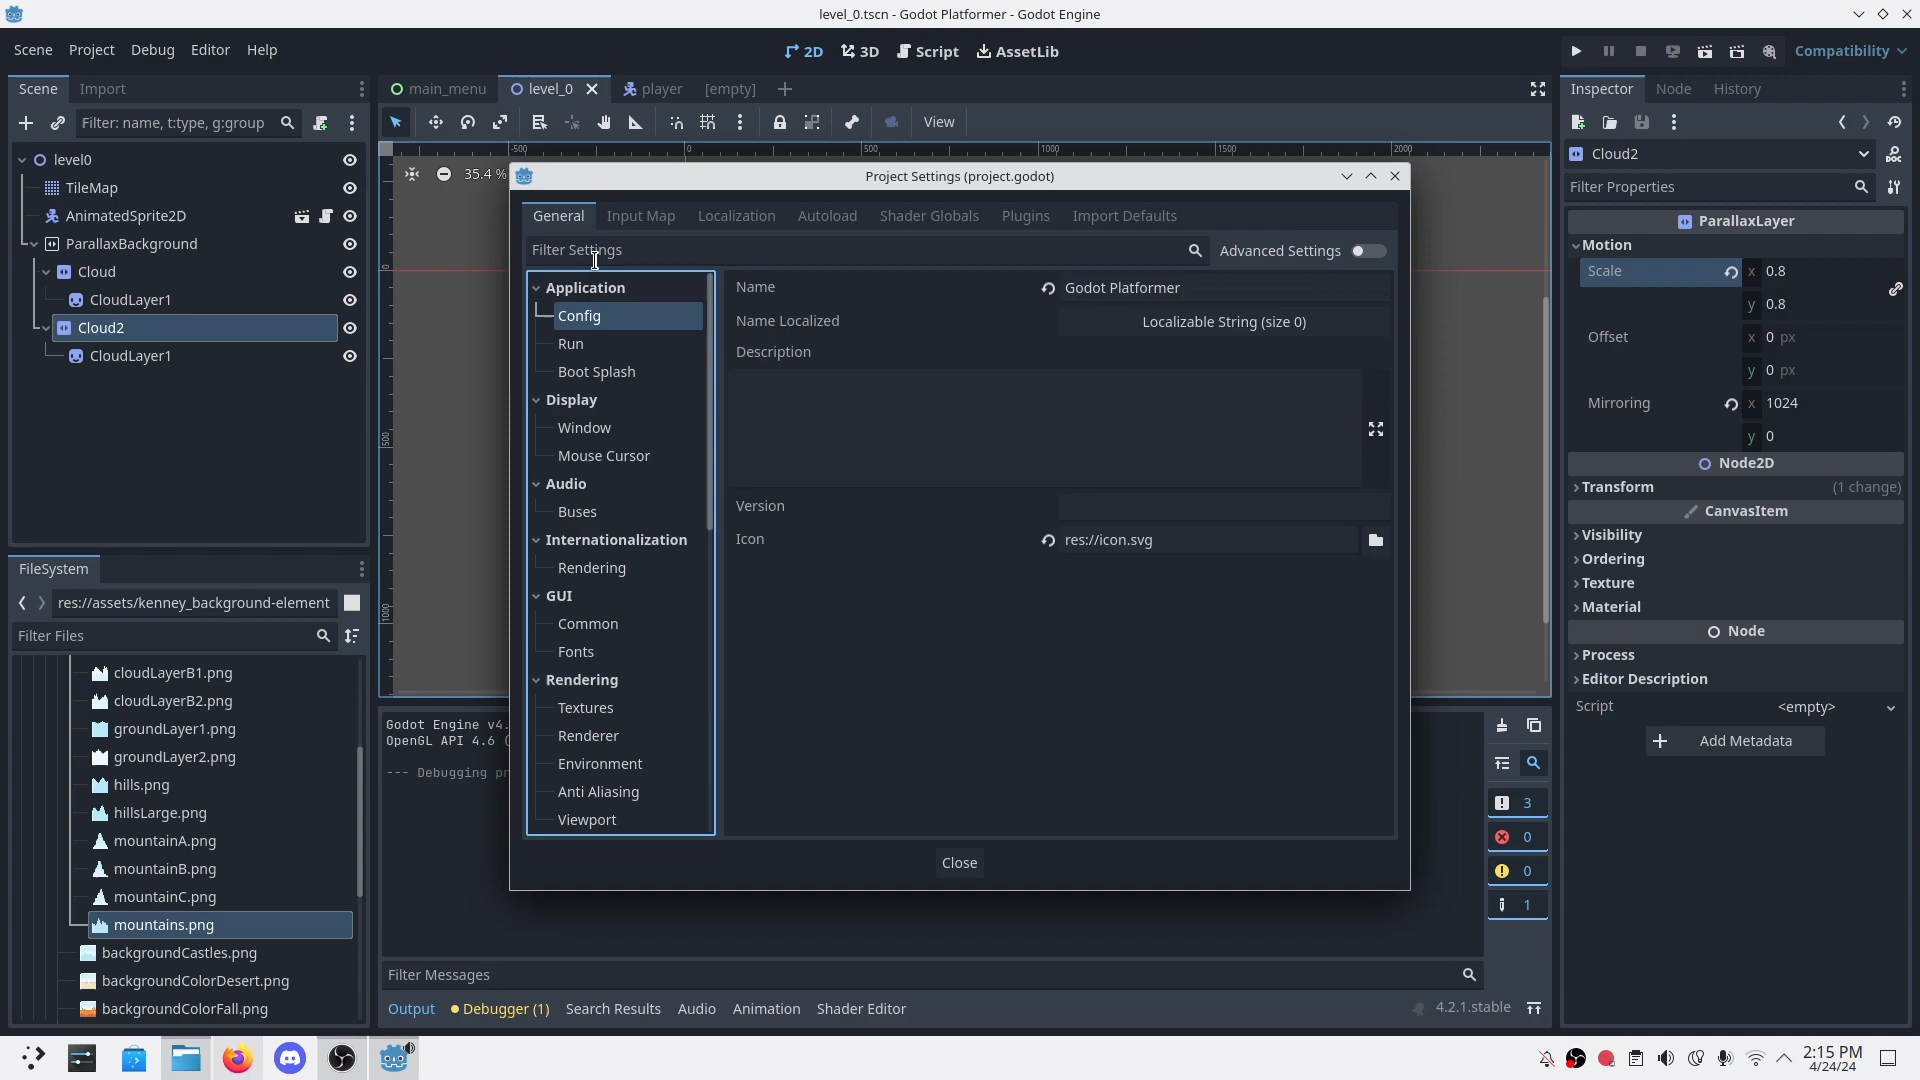 level_0.tscn - Godot Platformer - Godot Engine
Scene Project Debug Editor Help
2D 3D Script AssetLib
Compatibility
Scene Import
main_menu level_0 player [empty]
Inspector Node History
Filter: name, t:type, g:group
View
-500 0 500 1000 1500 2000
35.4 %
0
500
1000
level0
TileMap
AnimatedSprite2D
ParallaxBackground
Cloud
CloudLayer1
Cloud2
CloudLayer1
FileSystem
res://assets/kenney_background-element
Filter Files
cloudLayerB1.png
cloudLayerB2.png
groundLayer1.png
groundLayer2.png
hills.png
hillsLarge.png
mountainA.png
mountainB.png
mountainC.png
mountains.png
backgroundCastles.png
backgroundColorDesert.png
backgroundColorFall.png
Project Settings (project.godot)
General Input Map Localization Autoload Shader Globals Plugins Import Defaults
Filter Settings
Advanced Settings
Application
Config
Run
Boot Splash
Display
Window
Mouse Cursor
Audio
Buses
Internationalization
Rendering
GUI
Common
Fonts
Rendering
Textures
Renderer
Environment
Anti Aliasing
Viewport
Name Godot Platformer
Name Localized Localizable String (size 0)
Description
Version
Icon res://icon.svg
Close
Godot Engine v4.
OpenGL API 4.6 (
--- Debugging pr
3
0
0
1
Filter Messages
Output Debugger (1) Search Results Audio Animation Shader Editor
4.2.1.stable
Cloud2
Filter Properties
ParallaxLayer
Motion
Scale x 0.8
y 0.8
Offset x 0 px
y 0 px
Mirroring x 1024
y 0
Node2D
Transform (1 change)
CanvasItem
Visibility
Ordering
Texture
Material
Node
Process
Editor Description
Script <empty>
Add Metadata
2:15 PM
4/24/24